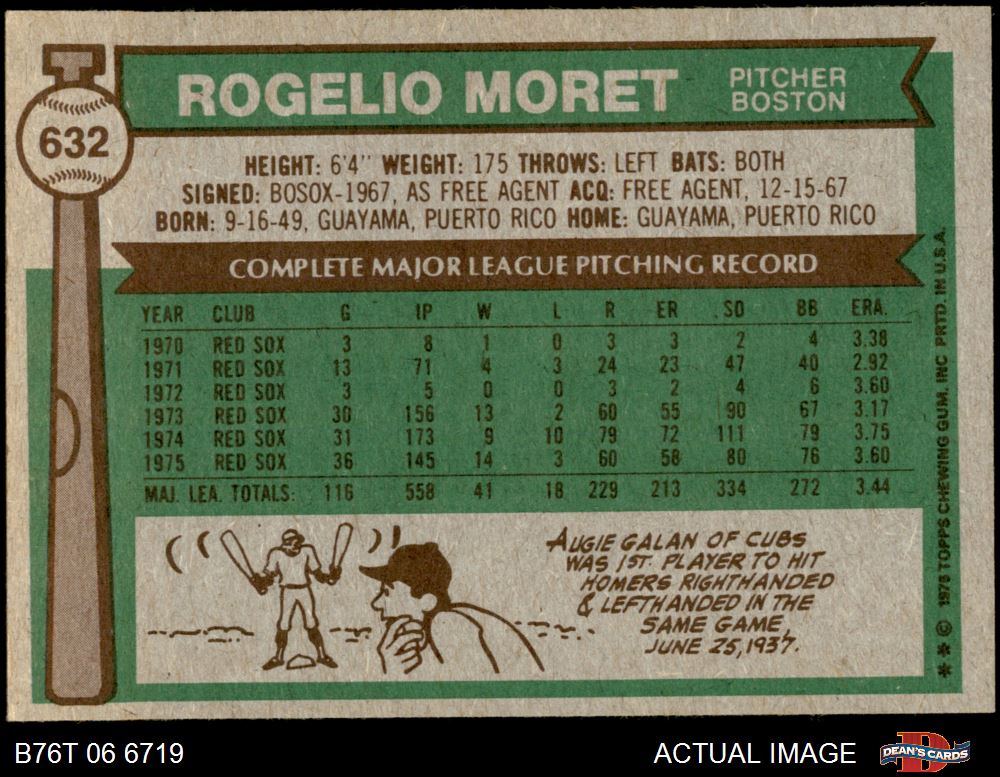 632
ROGELIO MORET
PITCHER
BOSTON
HEIGHT: 6'4" WEIGHT: 175 THROWS: LEFT BATS: BOTH
SIGNED: BOSOX-1967, AS FREE AGENT ACQ: FREE AGENT, 12-15-67
BORN: 9-16-49, GUAYAMA, PUERTO RICO HOME: GUAYAMA, PUERTO RICO
COMPLETE MAJOR LEAGUE PITCHING RECORD
YEAR CLUB G IP W L R ER SO BB ERA.
1970 RED SOX 3 8 1 0 3 3 2 4 3.38
1971 RED SOX 13 71 4 3 24 23 47 40 2.92
1972 RED SOX 3 5 0 0 3 2 4 6 3.60
1973 RED SOX 30 156 13 2 60 55 90 67 3.17
1974 RED SOX 31 173 9 10 79 72 111 79 3.75
1975 RED SOX 36 145 14 3 60 58 80 76 3.60
MAJ. LEA. TOTALS: 116 558 41 18 229 213 334 272 3.44
AUGIE GALAN OF CUBS
WAS 1ST. PLAYER TO HIT
HOMERS RIGHTHANDED
& LEFTHANDED IN THE
SAME GAME,
JUNE 25, 1937.
** © 1976 TOPPS CHEWING GUM, INC PRTD. IN U.S.A.
B76T 06 6719
ACTUAL IMAGE
DEAN'S CARDS